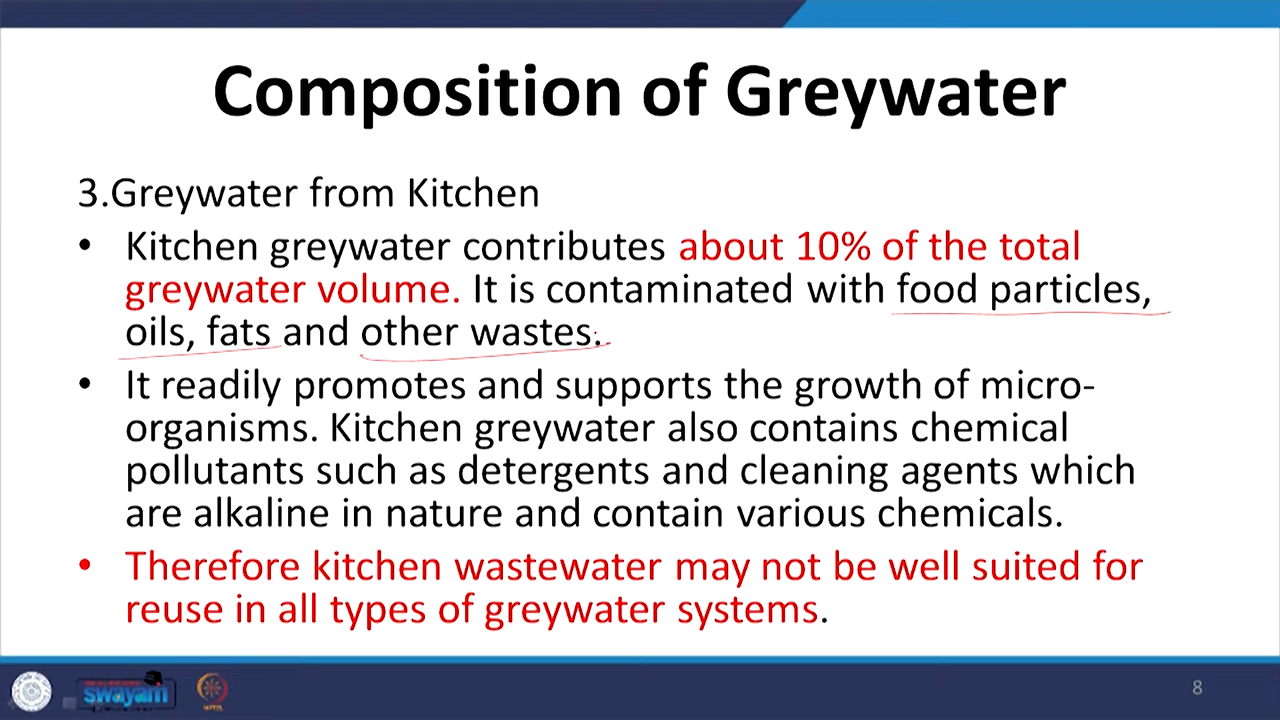 Composition of Greywater
3.Greywater from Kitchen
• Kitchen greywater contributes about 10% of the total
greywater volume. It is contaminated with food particles,
oils, fats and other wastes.
• It readily promotes and supports the growth of micro-
organisms. Kitchen greywater also contains chemical
pollutants such as detergents and cleaning agents which
are alkaline in nature and contain various chemicals.
• Therefore kitchen wastewater may not be well suited for
reuse in all types of greywater systems.
swayam
8